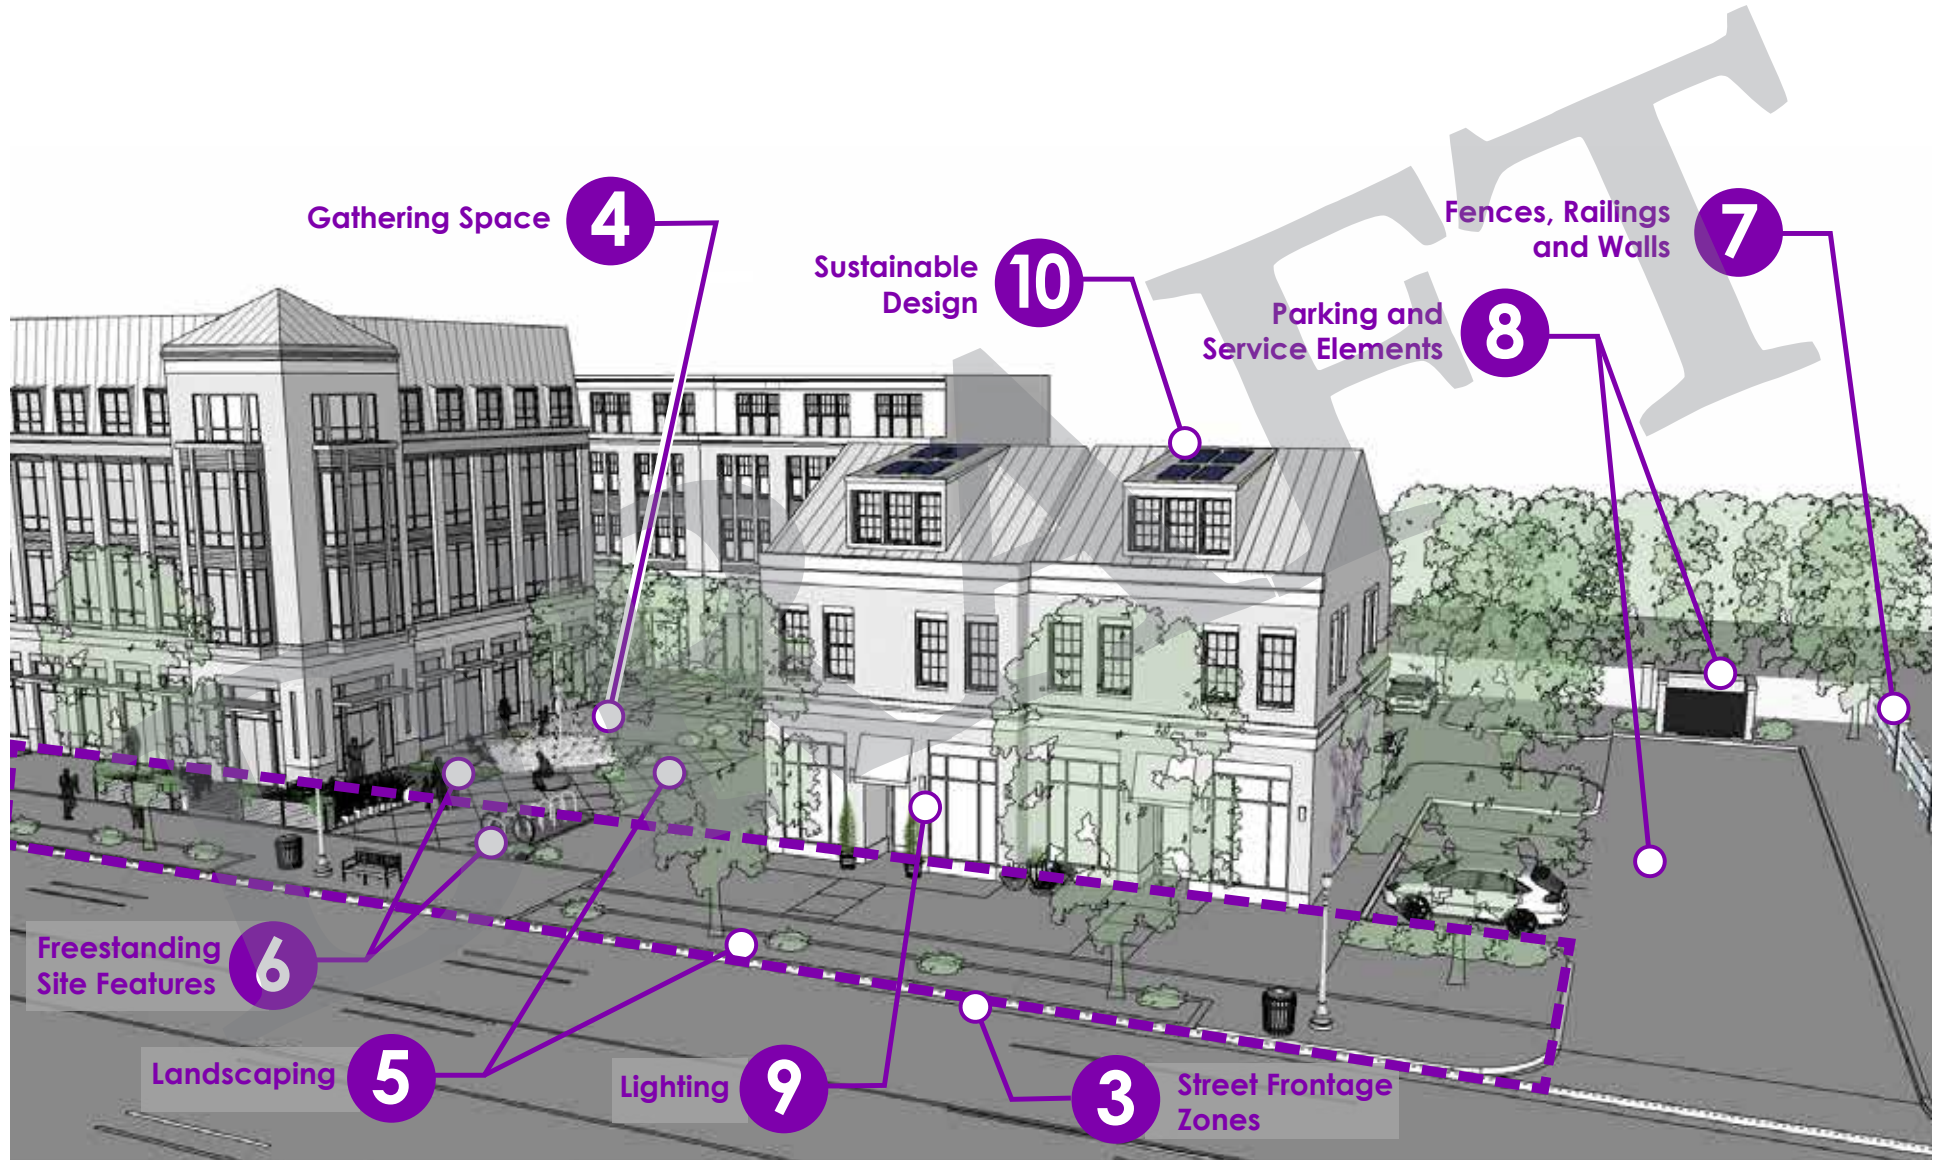 DRAFT
Gathering Space
4
Sustainable
Design
10
Fences, Railings
and Walls
7
Parking and
Service Elements
8
Freestanding
Site Features
6
Landscaping
5
Lighting
9
3
Street Frontage
Zones